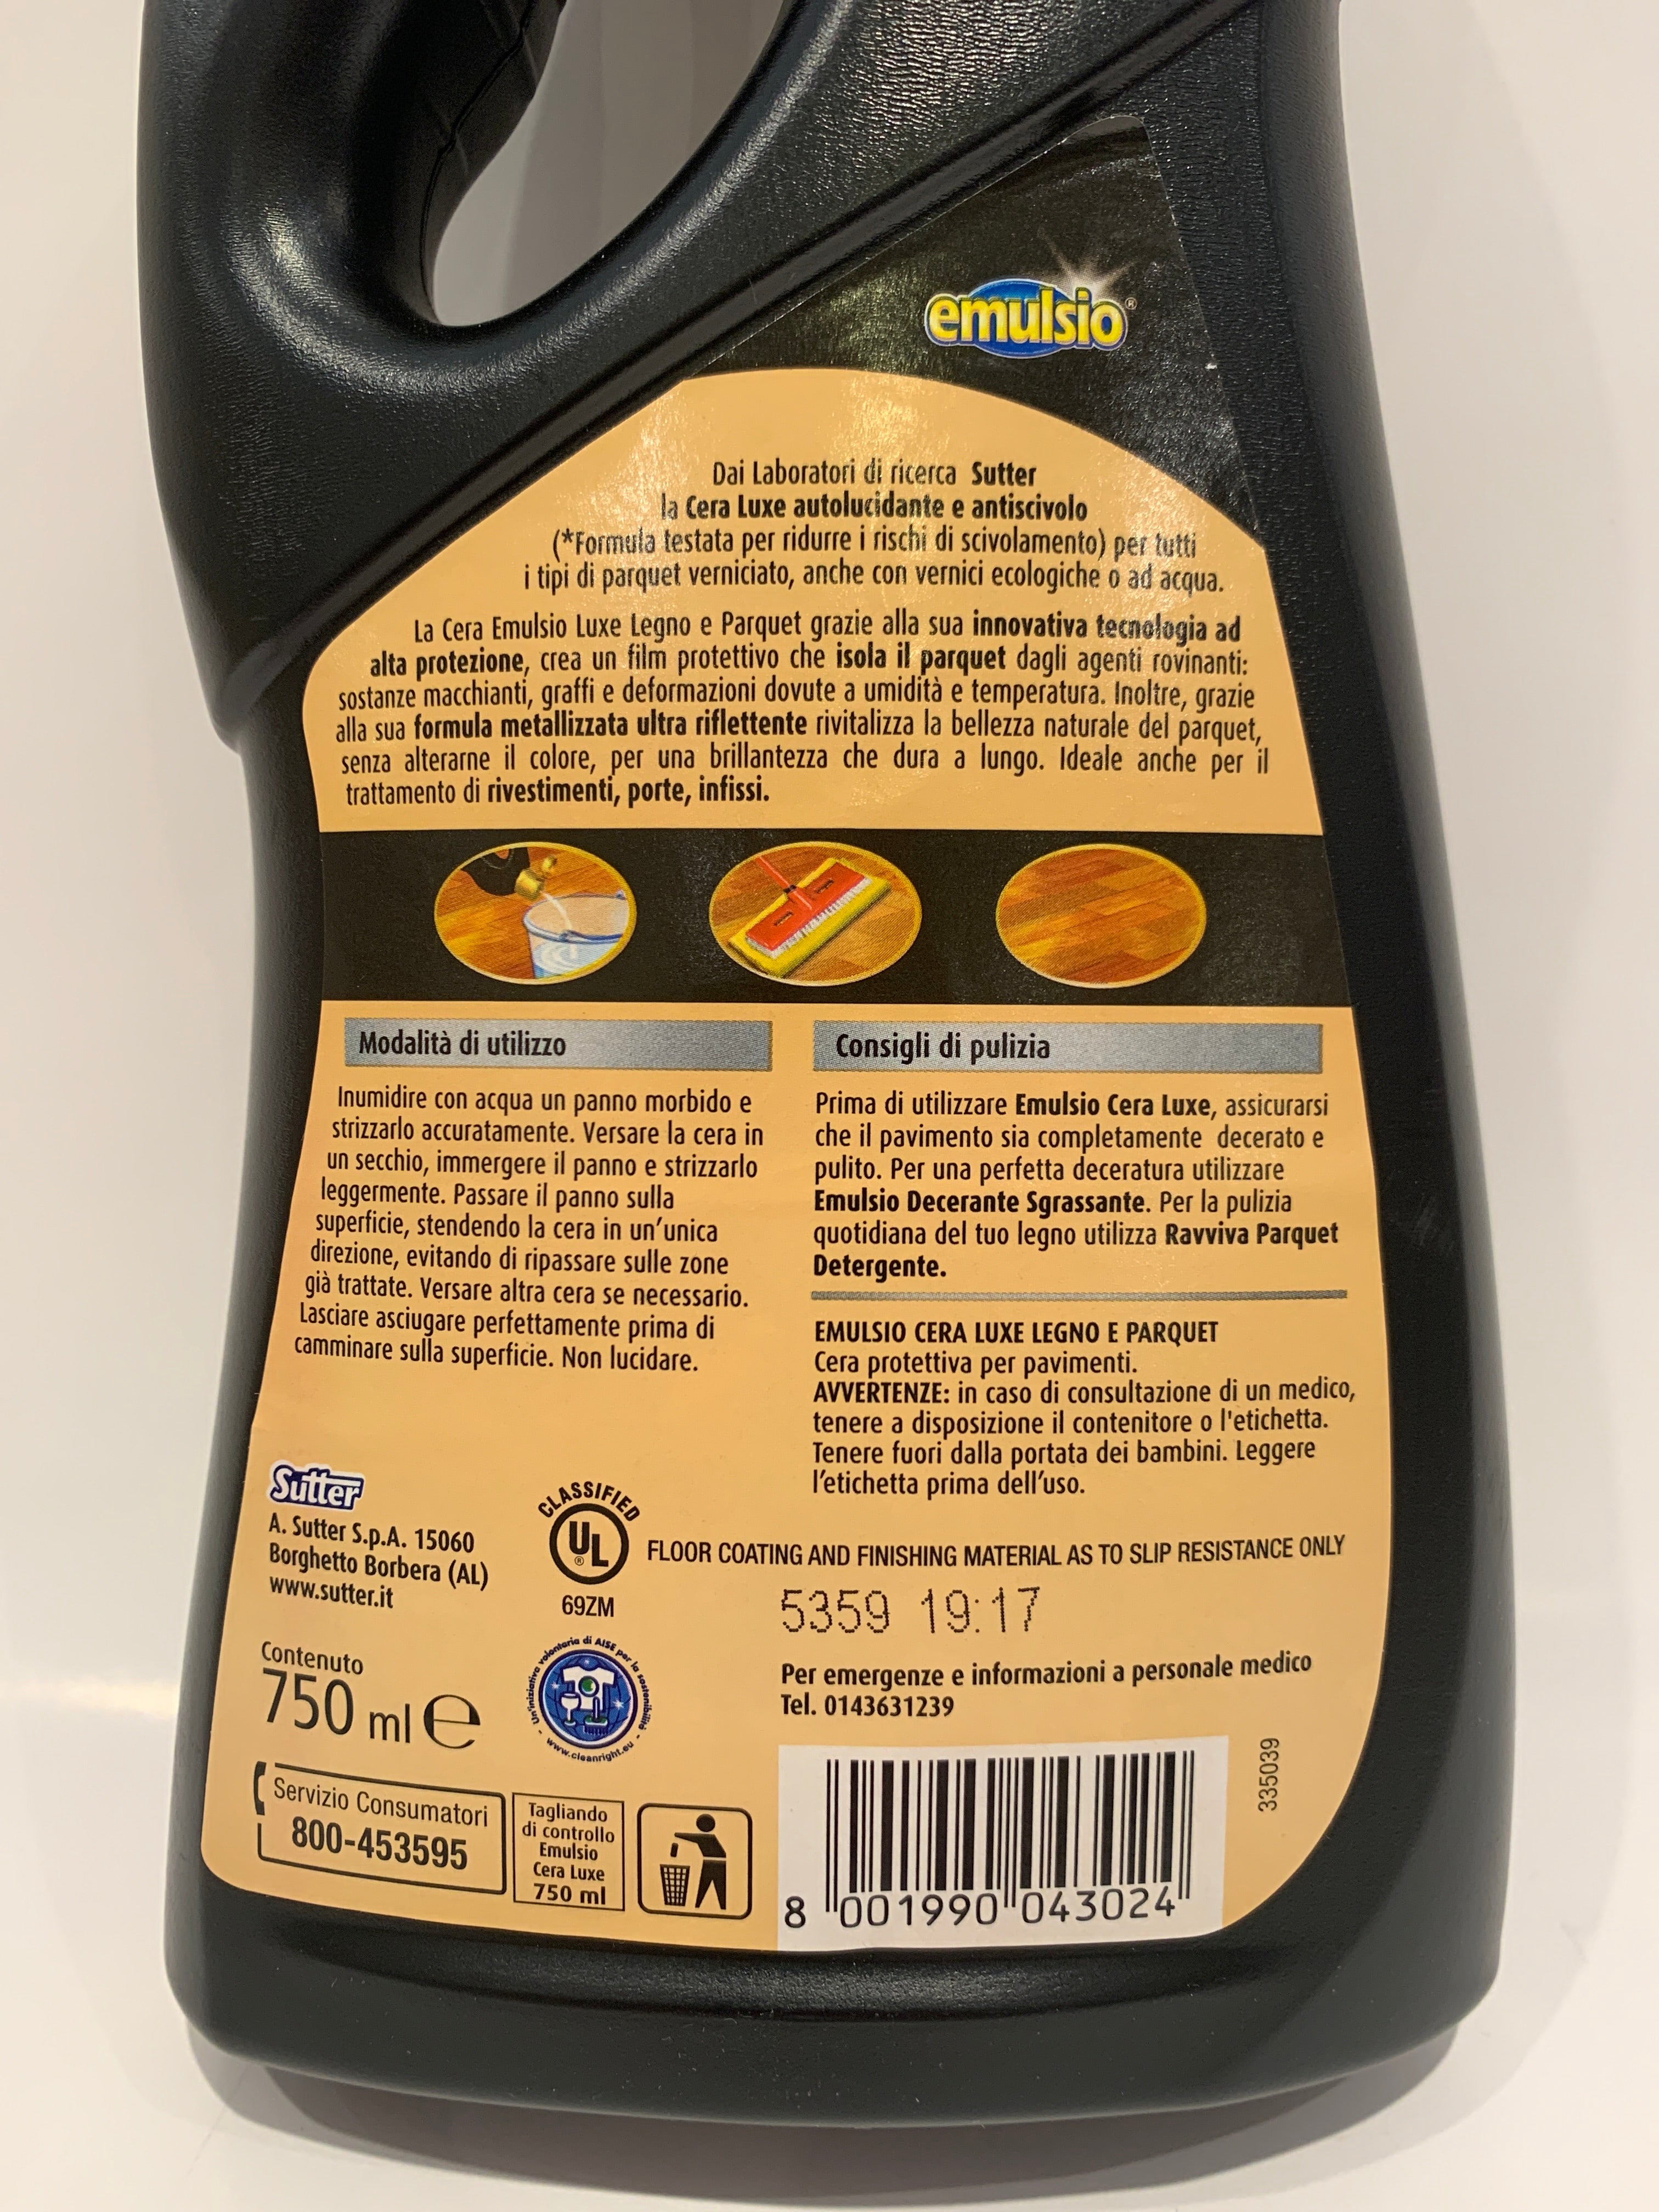 emulsio®
Dai Laboratori di ricerca Sutter
la Cera Luxe autolucidante e antiscivolo
(*Formula testata per ridurre i rischi di scivolamento) per tutti
i tipi di parquet verniciato, anche con vernici ecologiche o ad acqua.
La Cera Emulsio Luxe Legno e Parquet grazie alla sua innovativa tecnologia ad
alta protezione, crea un film protettivo che isola il parquet dagli agenti rovinanti:
sostanze macchianti, graffi e deformazioni dovute a umidità e temperatura. Inoltre, grazie
alla sua formula metallizzata ultra riflettente rivitalizza la bellezza naturale del parquet,
senza alterarne il colore, per una brillantezza che dura a lungo. Ideale anche per il
trattamento di rivestimenti, porte, infissi.
Modalità di utilizzo
Inumidire con acqua un panno morbido e
strizzarlo accuratamente. Versare la cera in
un secchio, immergere il panno e strizzarlo
leggermente. Passare il panno sulla
superficie, stendendo la cera in un'unica
direzione, evitando di ripassare sulle zone
già trattate. Versare altra cera se necessario.
Lasciare asciugare perfettamente prima di
camminare sulla superficie. Non lucidare.
Consigli di pulizia
Prima di utilizzare Emulsio Cera Luxe, assicurarsi
che il pavimento sia completamente decerato e
pulito. Per una perfetta deceratura utilizzare
Emulsio Decerante Sgrassante. Per la pulizia
quotidiana del tuo legno utilizza Ravviva Parquet
Detergente.
EMULSIO CERA LUXE LEGNO E PARQUET
Cera protettiva per pavimenti.
AVVERTENZE: in caso di consultazione di un medico,
tenere a disposizione il contenitore o l'etichetta.
Tenere fuori dalla portata dei bambini. Leggere
l'etichetta prima dell'uso.
Sutter
A. Sutter S.p.A. 15060
Borghetto Borbera (AL)
www.sutter.it
CLASSIFIED
UL®
69ZM
FLOOR COATING AND FINISHING MATERIAL AS TO SLIP RESISTANCE ONLY
5359 19:17
Per emergenze e informazioni a personale medico
Tel. 0143631239
Contenuto
750 ml e
Un'iniziativa volontaria di AISE per la sostenibilità
www.cleanright.eu
Servizio Consumatori
800-453595
Tagliando
di controllo
Emulsio
Cera Luxe
750 ml
335039
8 001990 043024